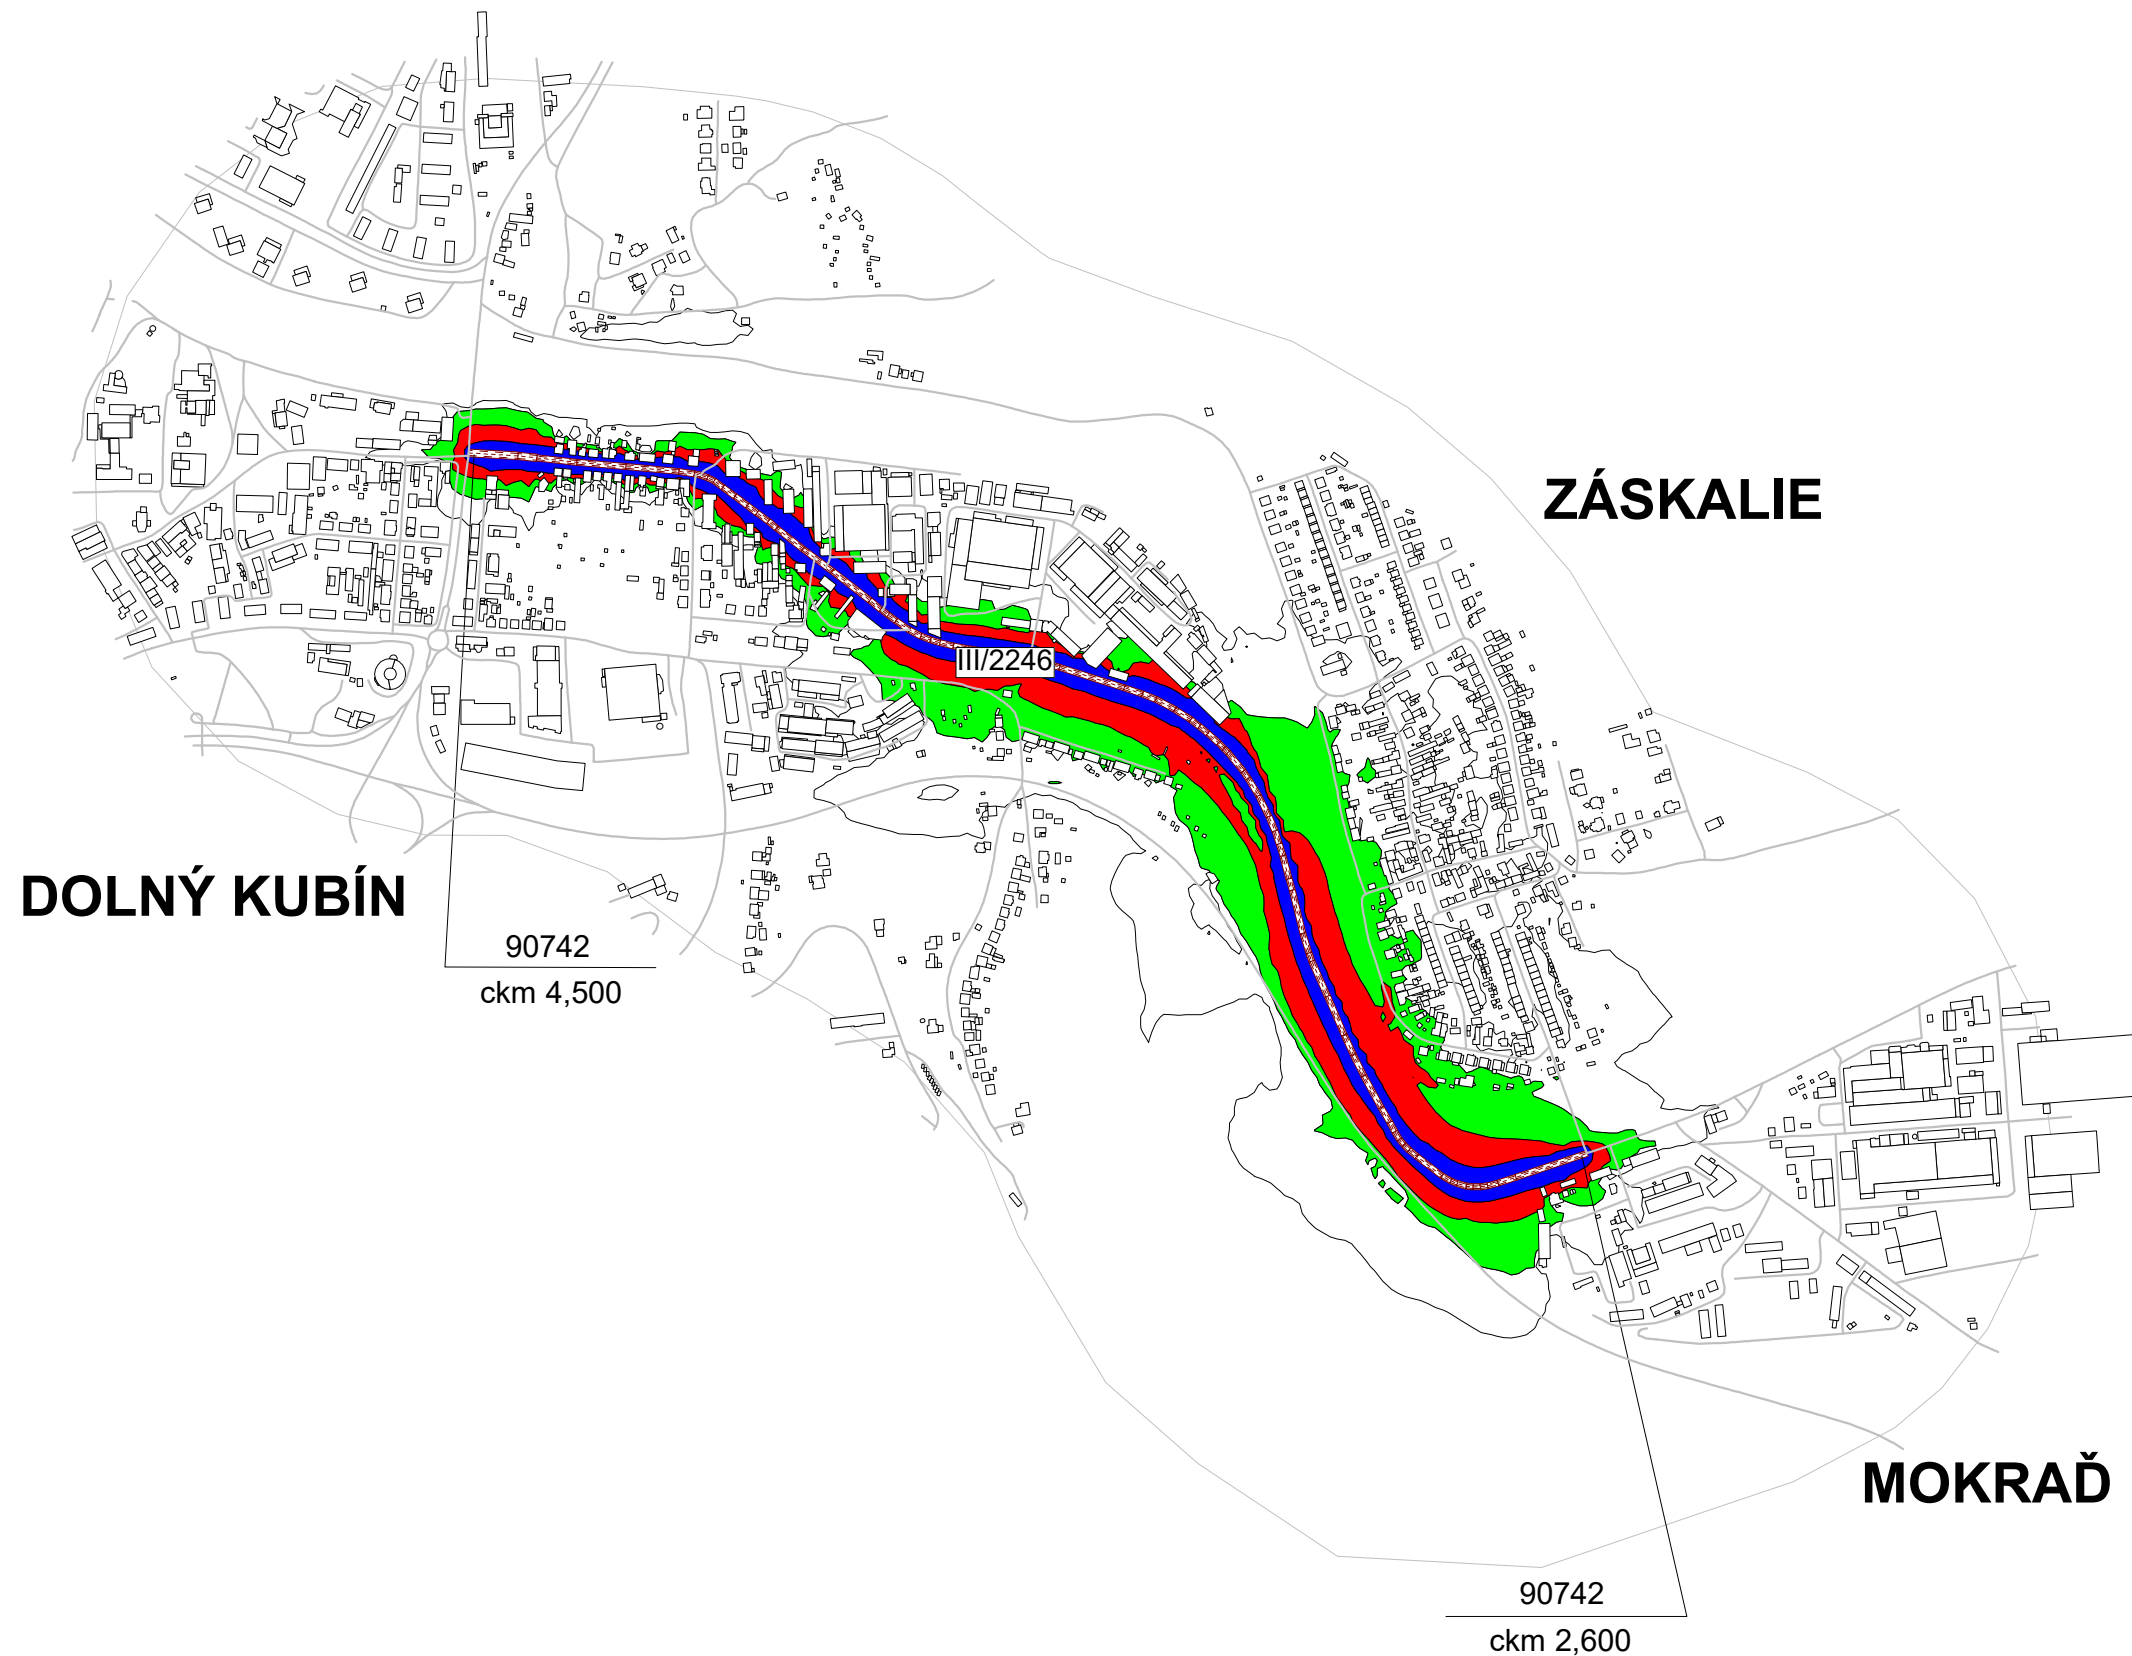 ZÁSKALIE
III/2246
DOLNÝ KUBÍN
90742
ckm 4,500
MOKRAĎ
90742
ckm 2,600